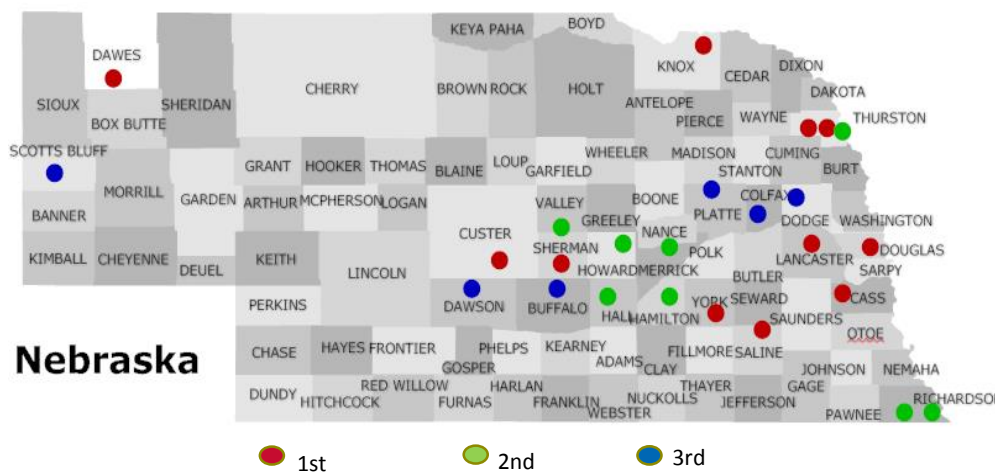 BOYD
KEYA PAHA
DAWES
KNOX
DIXON
CEDAR
CHERRY
BROWN
ROCK
HOLT
DAKOTA
SIOUX
SHERIDAN
ANTELOPE
THURSTON
BOX BUTTE
PIERCE
WAYNE
SCOTTS BLUFF
WHEELER
MADISON
CUMING
GRANT
HOOKER
THOMAS
BLAINE
LOUP
GARFIELD
STANTON
BURT
MORRILL
GARDEN
ARTHUR
MCPHERSON
LOGAN
VALLEY
BOONE
COLFAX
BANNER
GREELEY
PLATTE
DODGE
WASHINGTON
CUSTER
NANCE
SHERMAN
POLK
DOUGLAS
KIMBALL
CHEYENNE
DEUEL
KEITH
LINCOLN
HOWARD
MERRICK
LANCASTER
BUTLER
SARPY
PERKINS
DAWSON
BUFFALO
HALL
HAMILTON
YORK
SEWARD
SAUNDERS
CASS
OTOE
Nebraska
CHASE
HAYES
FRONTIER
GOSPER
PHELPS
KEARNEY
ADAMS
CLAY
FILLMORE
SALINE
JOHNSON
NEMAHA
DUNDY
HITCHCOCK
RED WILLOW
FURNAS
HARLAN
FRANKLIN
WEBSTER
NUCKOLLS
THAYER
JEFFERSON
GAGE
PAWNEE
RICHARDSON
1st
2nd
3rd